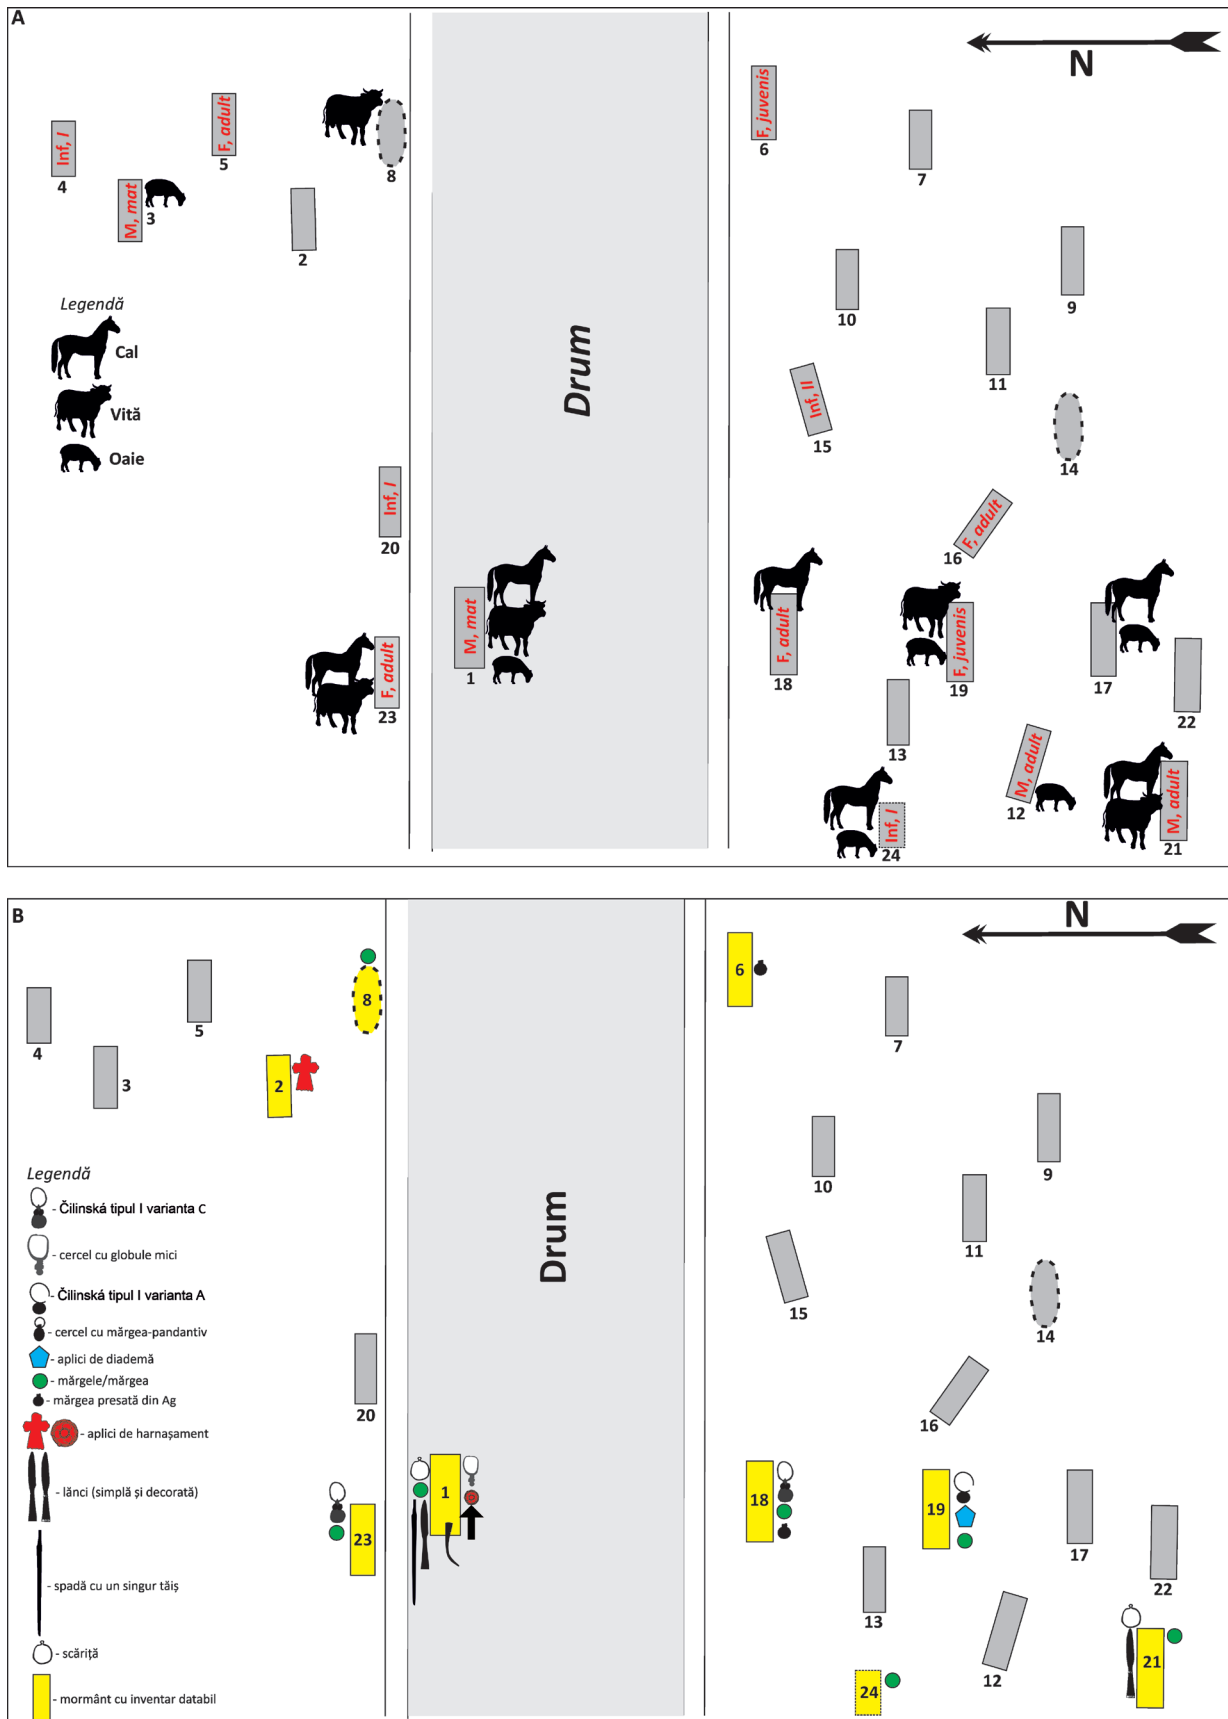 A
N
F, juvenis
6
7
F, adult
5
Inf, I
4
M, mat
3
8
2
Legendă
Cal
Vită
Oaie
Drum
10
9
11
Inf, II
15
14
Inf, I
20
F, adult
16
M, mat
1
F, adult
18
F, juvenis
19
17
22
F, adult
23
13
M, adult
12
M, adult
21
Inf, I
24
B
N
6
7
8
5
4
3
2
Legendă
- Čilinská tipul I varianta C
- cercel cu globule mici
- Čilinská tipul I varianta A
- cercel cu mărgea-pandantiv
- aplici de diademă
- mărgele/mărgea
- mărgea presată din Ag
- aplici de harnașament
- lănci (simplă și decorată)
- spadă cu un singur tăiș
- scăriță
- mormânt cu inventar databil
Drum
10
9
11
15
14
20
16
1
18
19
17
22
23
13
12
21
24